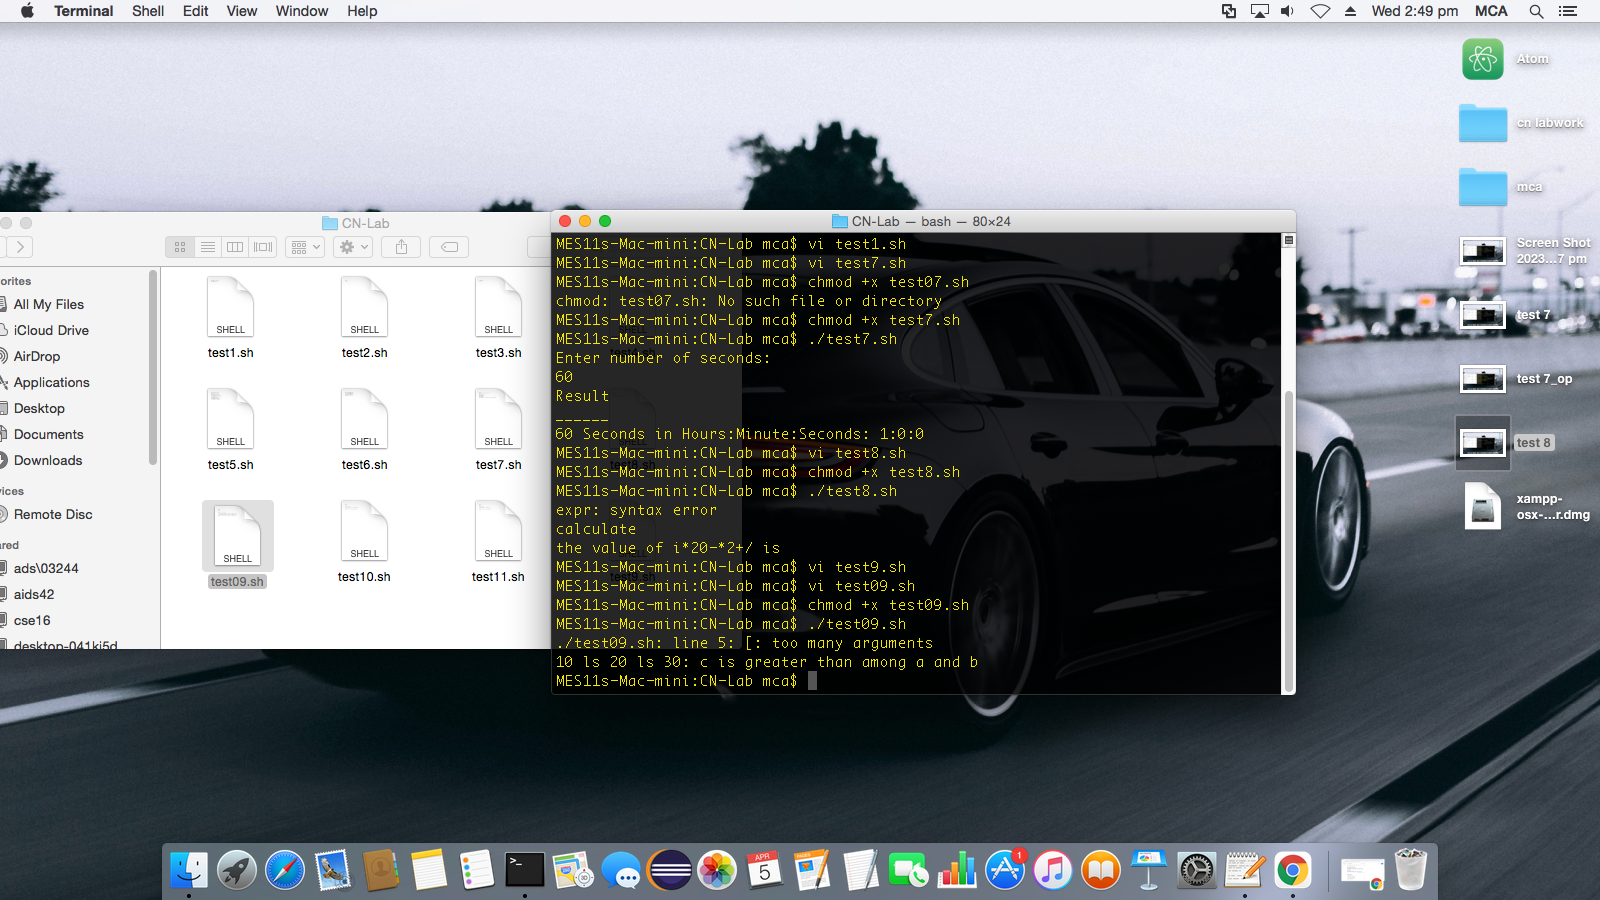 Terminal Shell Edit View Window Help
Wed 2:49 pm MCA
Atom
cn labwork
mca
Screen Shot
2023...7 pm
test 7
test 7_op
test 8
xampp-
osx-...r.dmg
CN-Lab
orites
All My Files
iCloud Drive
AirDrop
Applications
Desktop
Documents
Downloads
vices
Remote Disc
ared
ads\03244
aids42
cse16
desktop-041ki5d
SHELL SHELL SHELL
test1.sh test2.sh test3.sh
SHELL SHELL SHELL
test5.sh test6.sh test7.sh
SHELL SHELL SHELL
test09.sh test10.sh test11.sh
CN-Lab — bash — 80×24
MES11s-Mac-mini:CN-Lab mca$ vi test1.sh
MES11s-Mac-mini:CN-Lab mca$ vi test7.sh
MES11s-Mac-mini:CN-Lab mca$ chmod +x test07.sh
chmod: test07.sh: No such file or directory
MES11s-Mac-mini:CN-Lab mca$ chmod +x test7.sh
MES11s-Mac-mini:CN-Lab mca$ ./test7.sh
Enter number of seconds:
60
Result
______
60 Seconds in Hours:Minute:Seconds: 1:0:0
MES11s-Mac-mini:CN-Lab mca$ vi test8.sh
MES11s-Mac-mini:CN-Lab mca$ chmod +x test8.sh
MES11s-Mac-mini:CN-Lab mca$ ./test8.sh
expr: syntax error
calculate
the value of i*20-*2+/ is
MES11s-Mac-mini:CN-Lab mca$ vi test9.sh
MES11s-Mac-mini:CN-Lab mca$ vi test09.sh
MES11s-Mac-mini:CN-Lab mca$ chmod +x test09.sh
MES11s-Mac-mini:CN-Lab mca$ ./test09.sh
./test09.sh: line 5: [: too many arguments
10 ls 20 ls 30: c is greater than among a and b
MES11s-Mac-mini:CN-Lab mca$
APR
5
1